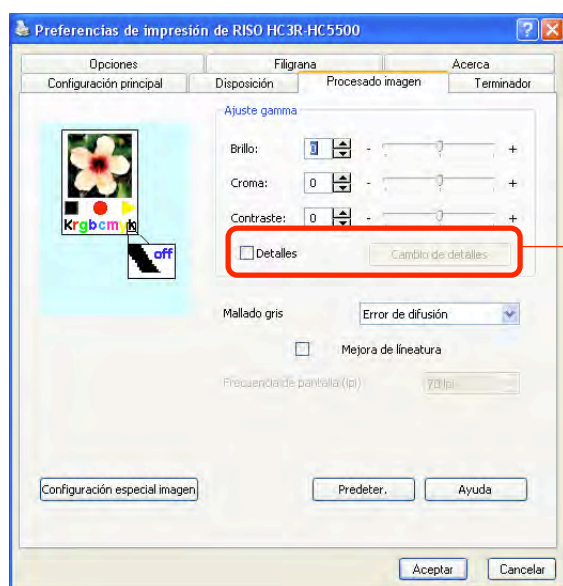 Preferencias de impresión de RISO HC3R-HC5500
Opciones Filigrana Acerca
Configuración principal Disposición Procesado imagen Terminador
Ajuste gamma
Brillo: 0 - +
Croma: 0 - +
Contraste: 0 - +
Krgbcmyk
off
Detalles Cambio de detalles
Mallado gris Error de difusión
Mejora de líneatura
Frecuencia de pantalla (lpi) 70 lpi
Configuración especial imagen Predeter. Ayuda
Aceptar Cancelar